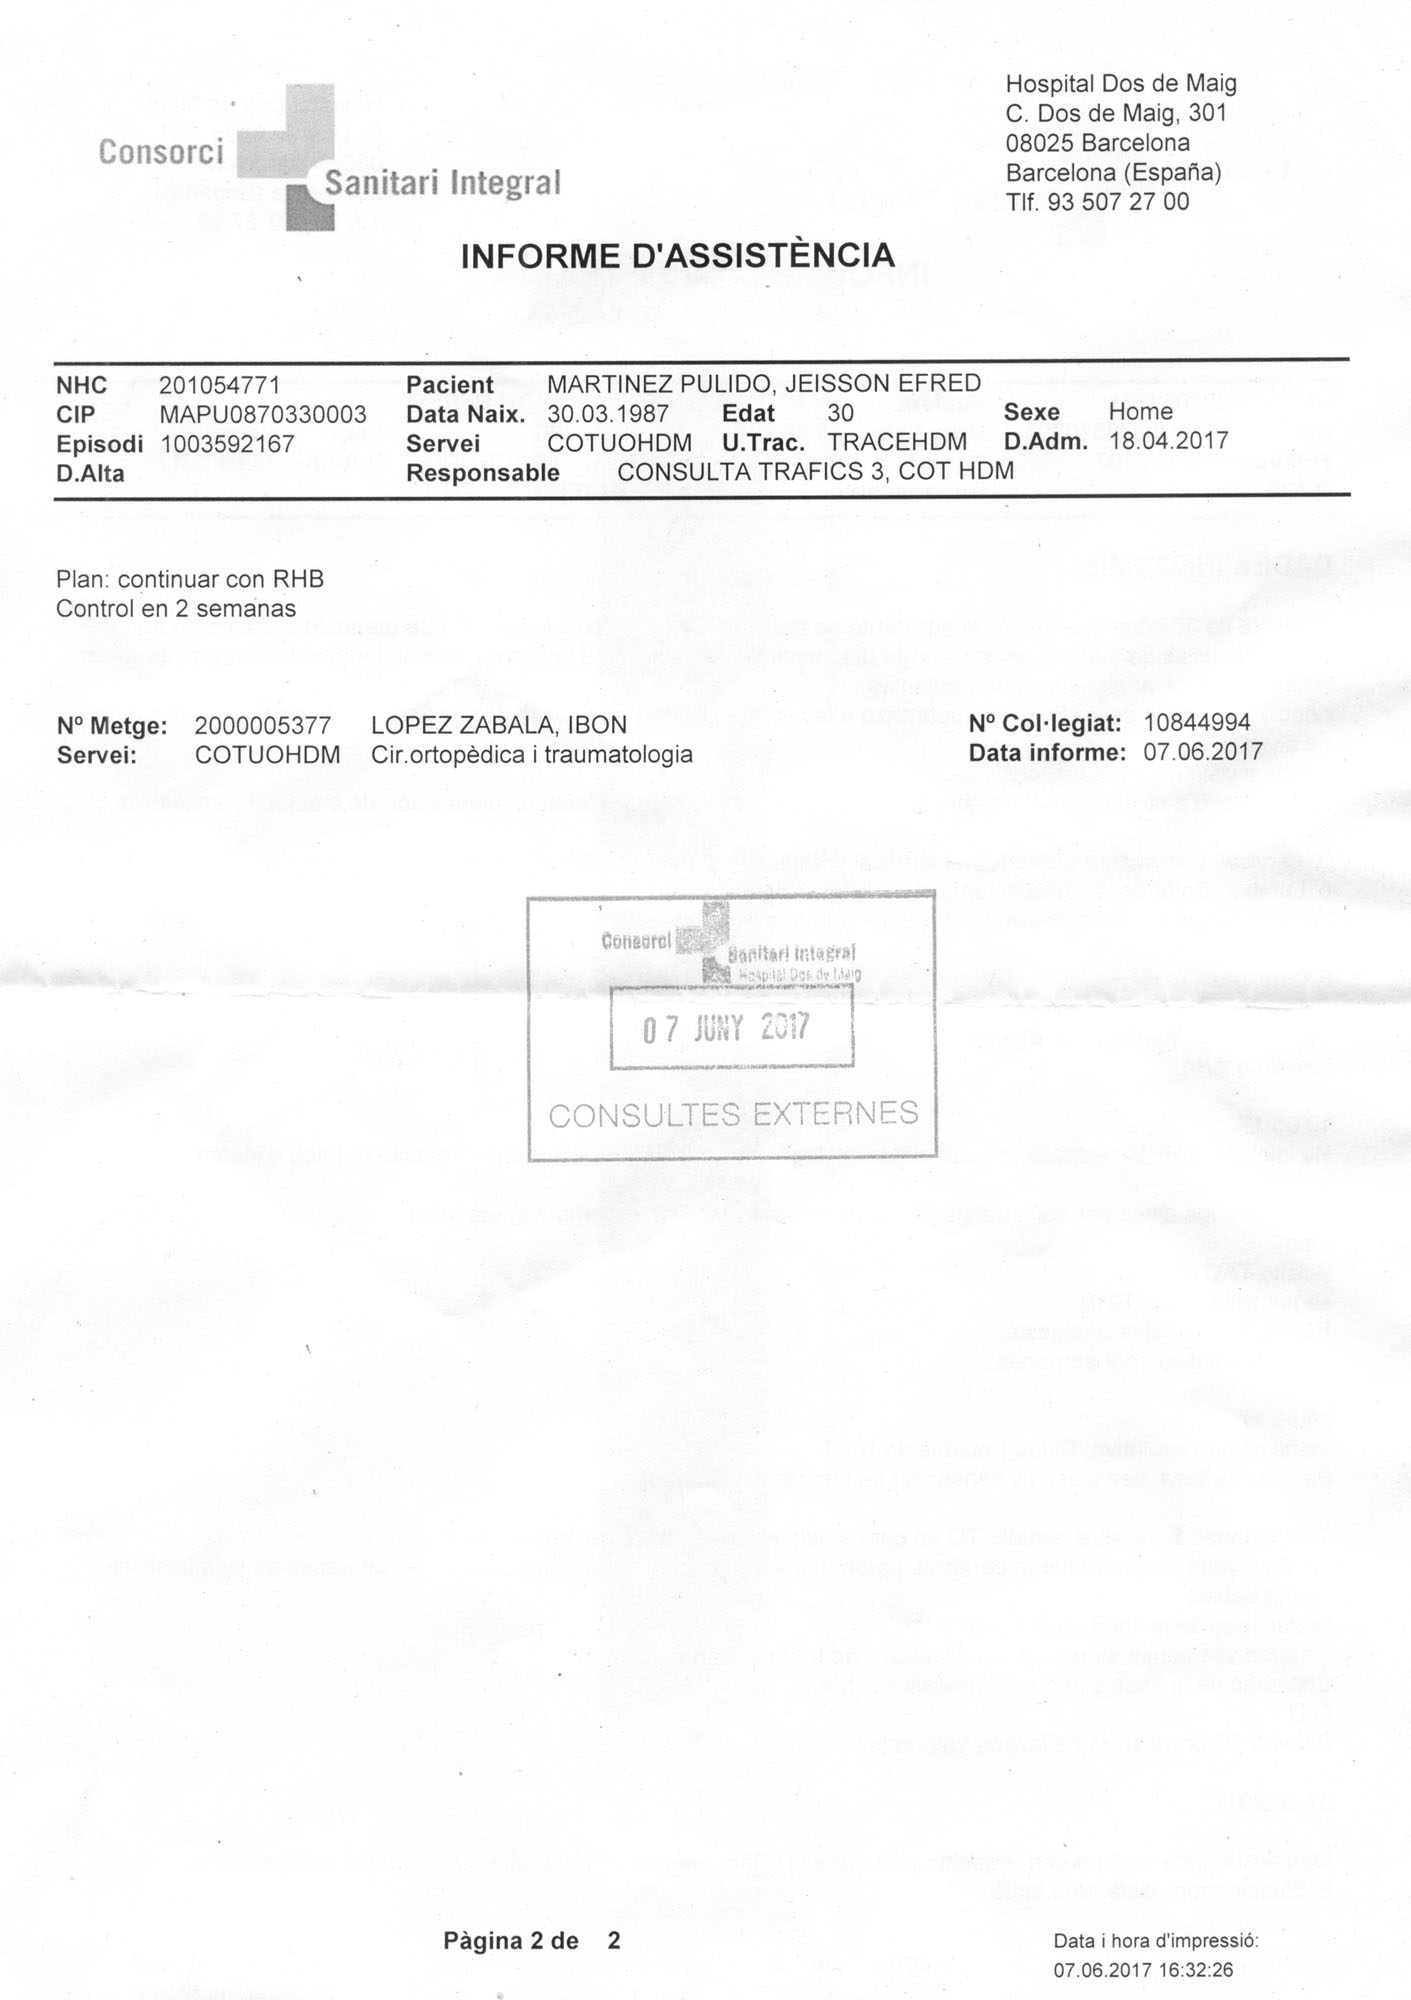 Consorci
Sanitari Integral
Hospital Dos de Maig
C. Dos de Maig, 301
08025 Barcelona
Barcelona (España)
Tlf. 93 507 27 00
INFORME D'ASSISTÈNCIA
NHC 201054771 Pacient MARTINEZ PULIDO, JEISSON EFRED
CIP MAPU0870330003 Data Naix. 30.03.1987 Edat 30 Sexe Home
Episodi 1003592167 Servei COTUOHDM U.Trac. TRACEHDM D.Adm. 18.04.2017
D.Alta Responsable CONSULTA TRAFICS 3, COT HDM
Plan: continuar con RHB
Control en 2 semanas
Nº Metge: 2000005377 LOPEZ ZABALA, IBON Nº Col·legiat: 10844994
Servei: COTUOHDM Cir.ortopèdica i traumatologia Data informe: 07.06.2017
Consorci
Sanitari Integral
Hospital Dos de Maig
07 JUNY 2017
CONSULTES EXTERNES
Pàgina 2 de 2
Data i hora d'impressió:
07.06.2017 16:32:26